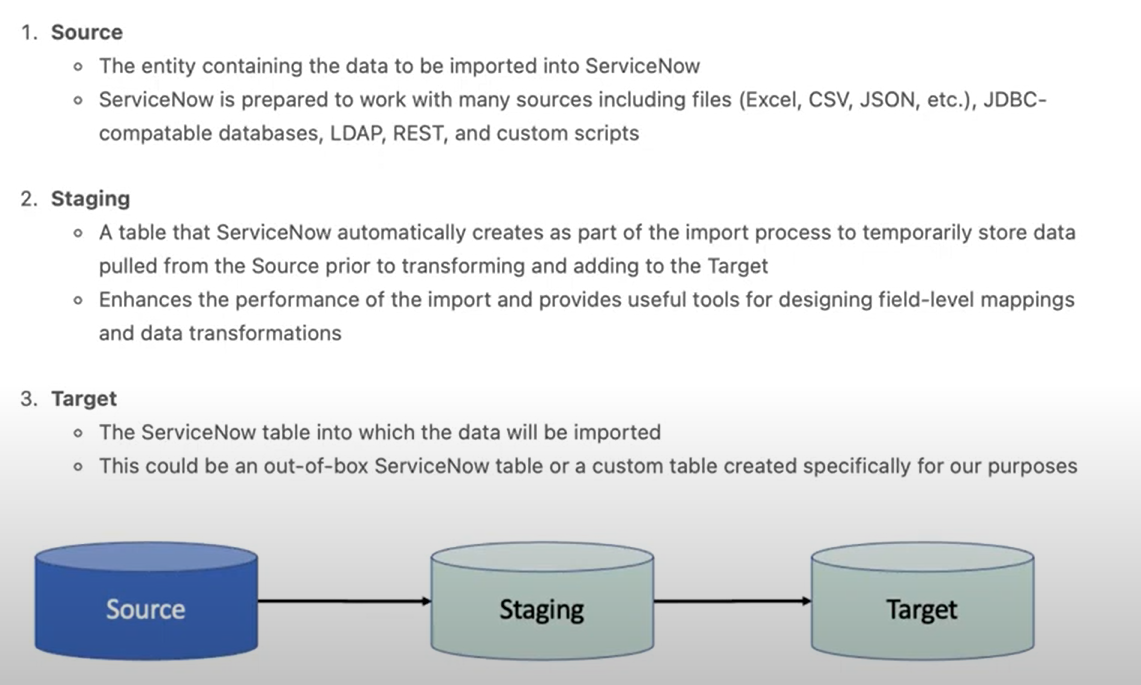 1. Source
The entity containing the data to be imported into ServiceNow
ServiceNow is prepared to work with many sources including files (Excel, CSV, JSON, etc.), JDBC-
compatable databases, LDAP, REST, and custom scripts
2. Staging
A table that ServiceNow automatically creates as part of the import process to temporarily store data
pulled from the Source prior to transforming and adding to the Target
Enhances the performance of the import and provides useful tools for designing field-level mappings
and data transformations
3. Target
The ServiceNow table into which the data will be imported
This could be an out-of-box ServiceNow table or a custom table created specifically for our purposes
Source
Staging
Target